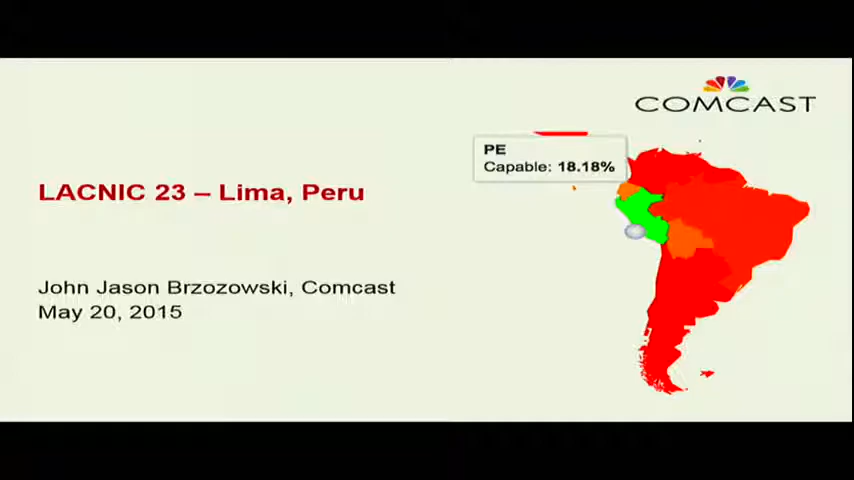 COMCAST
PE
Capable: 18.18%
LACNIC 23 – Lima, Peru
John Jason Brzozowski, Comcast
May 20, 2015